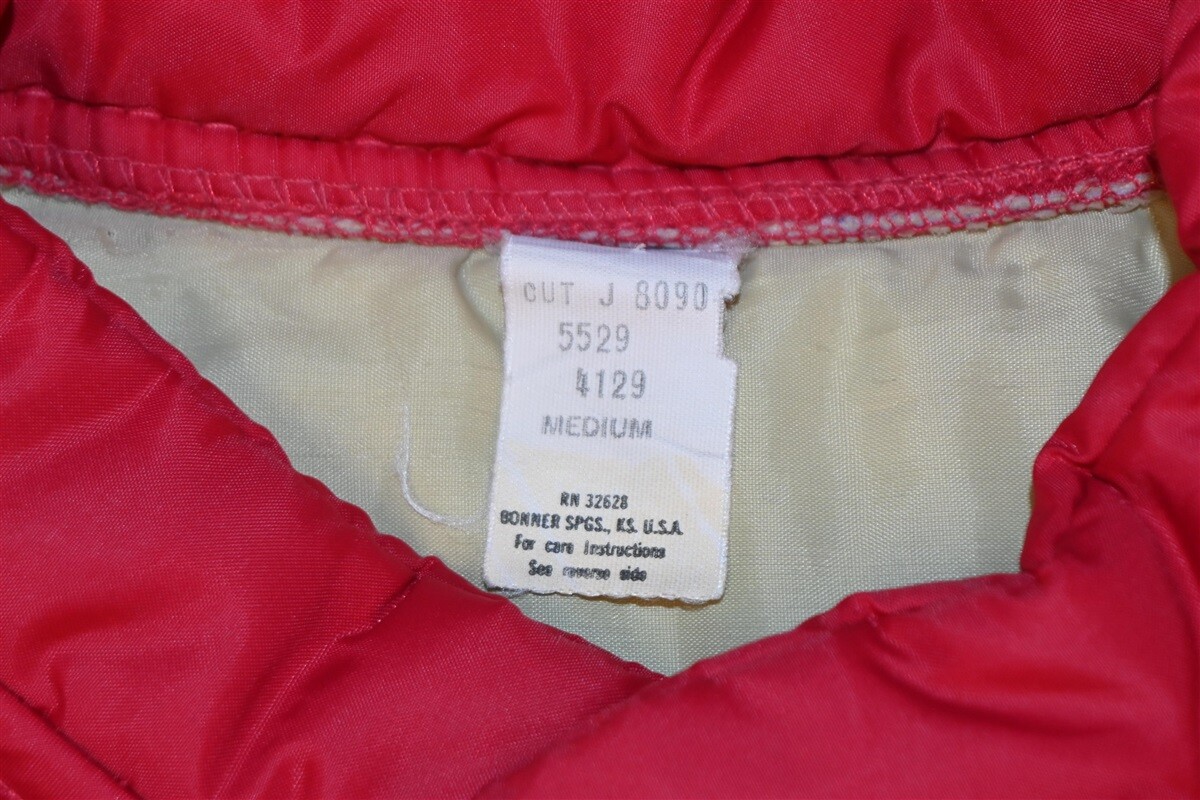 CUT J 8090
5529
4129
MEDIUM
RN 32628
BONNER SPGS., KS. U.S.A.
For care Instructions
See reverse side